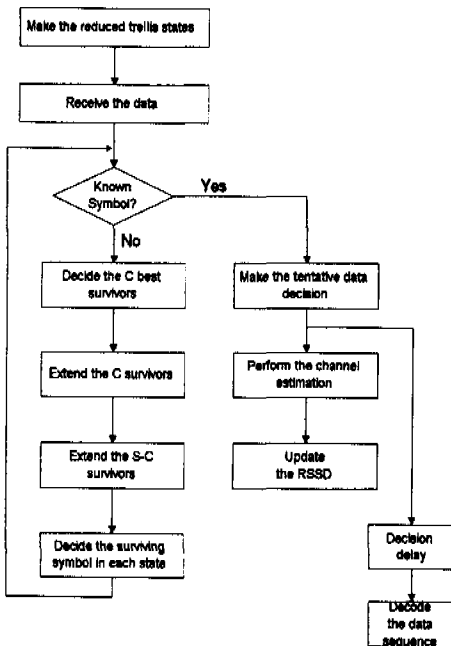 Make the reduced trellis states
Receive the data
Known
Symbol?
Yes
No
Decide the C best
survivors
Make the tentative data
decision
Extend the C survivors
Perform the channel
estimation
Extend the S-C
survivors
Update
the RSSD
Decide the surviving
symbol in each state
Decision
delay
Decode
the data
sequence